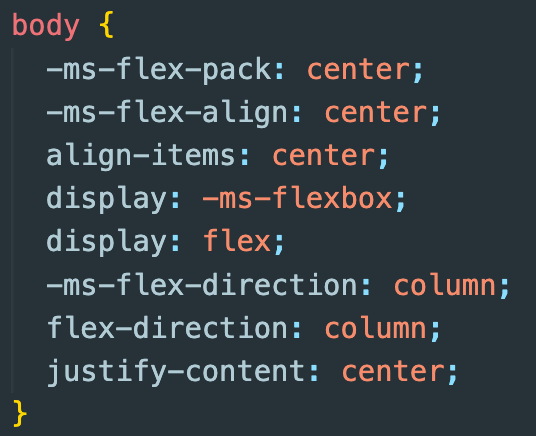 body {
-ms-flex-pack: center;
-ms-flex-align: center;
align-items: center;
display: -ms-flexbox;
display: flex;
-ms-flex-direction: column;
flex-direction: column;
justify-content: center;
}